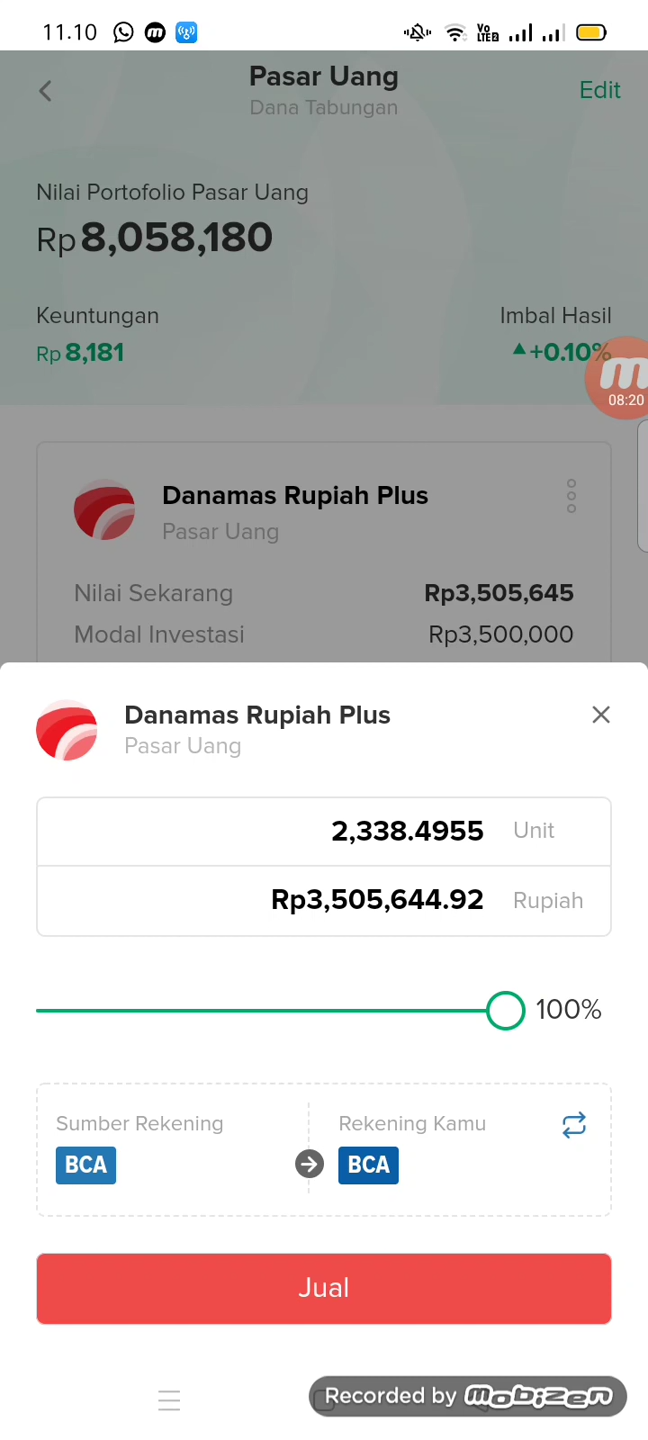 11.10
VO
LTE B
Pasar Uang
Dana Tabungan
Edit
Nilai Portofolio Pasar Uang
Rp 8,058,180
Keuntungan
Imbal Hasil
Rp 8,181
+0.10%
08:20
Danamas Rupiah Plus
Pasar Uang
Nilai Sekarang Rp3,505,645
Modal Investasi Rp3,500,000
Danamas Rupiah Plus
Pasar Uang
2,338.4955 Unit
Rp3,505,644.92 Rupiah
100%
Sumber Rekening
Rekening Kamu
BCA
BCA
Jual
Recorded by mobizen